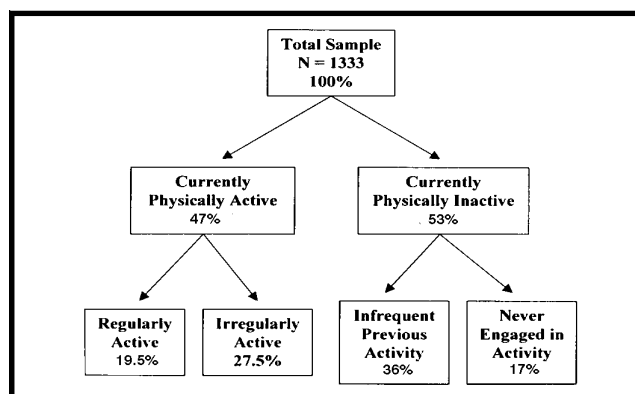 Total Sample
N = 1333
100%
Currently
Physically Active
47%
Currently
Physically Inactive
53%
Regularly
Active
19.5%
Irregularly
Active
27.5%
Infrequent
Previous
Activity
36%
Never
Engaged in
Activity
17%